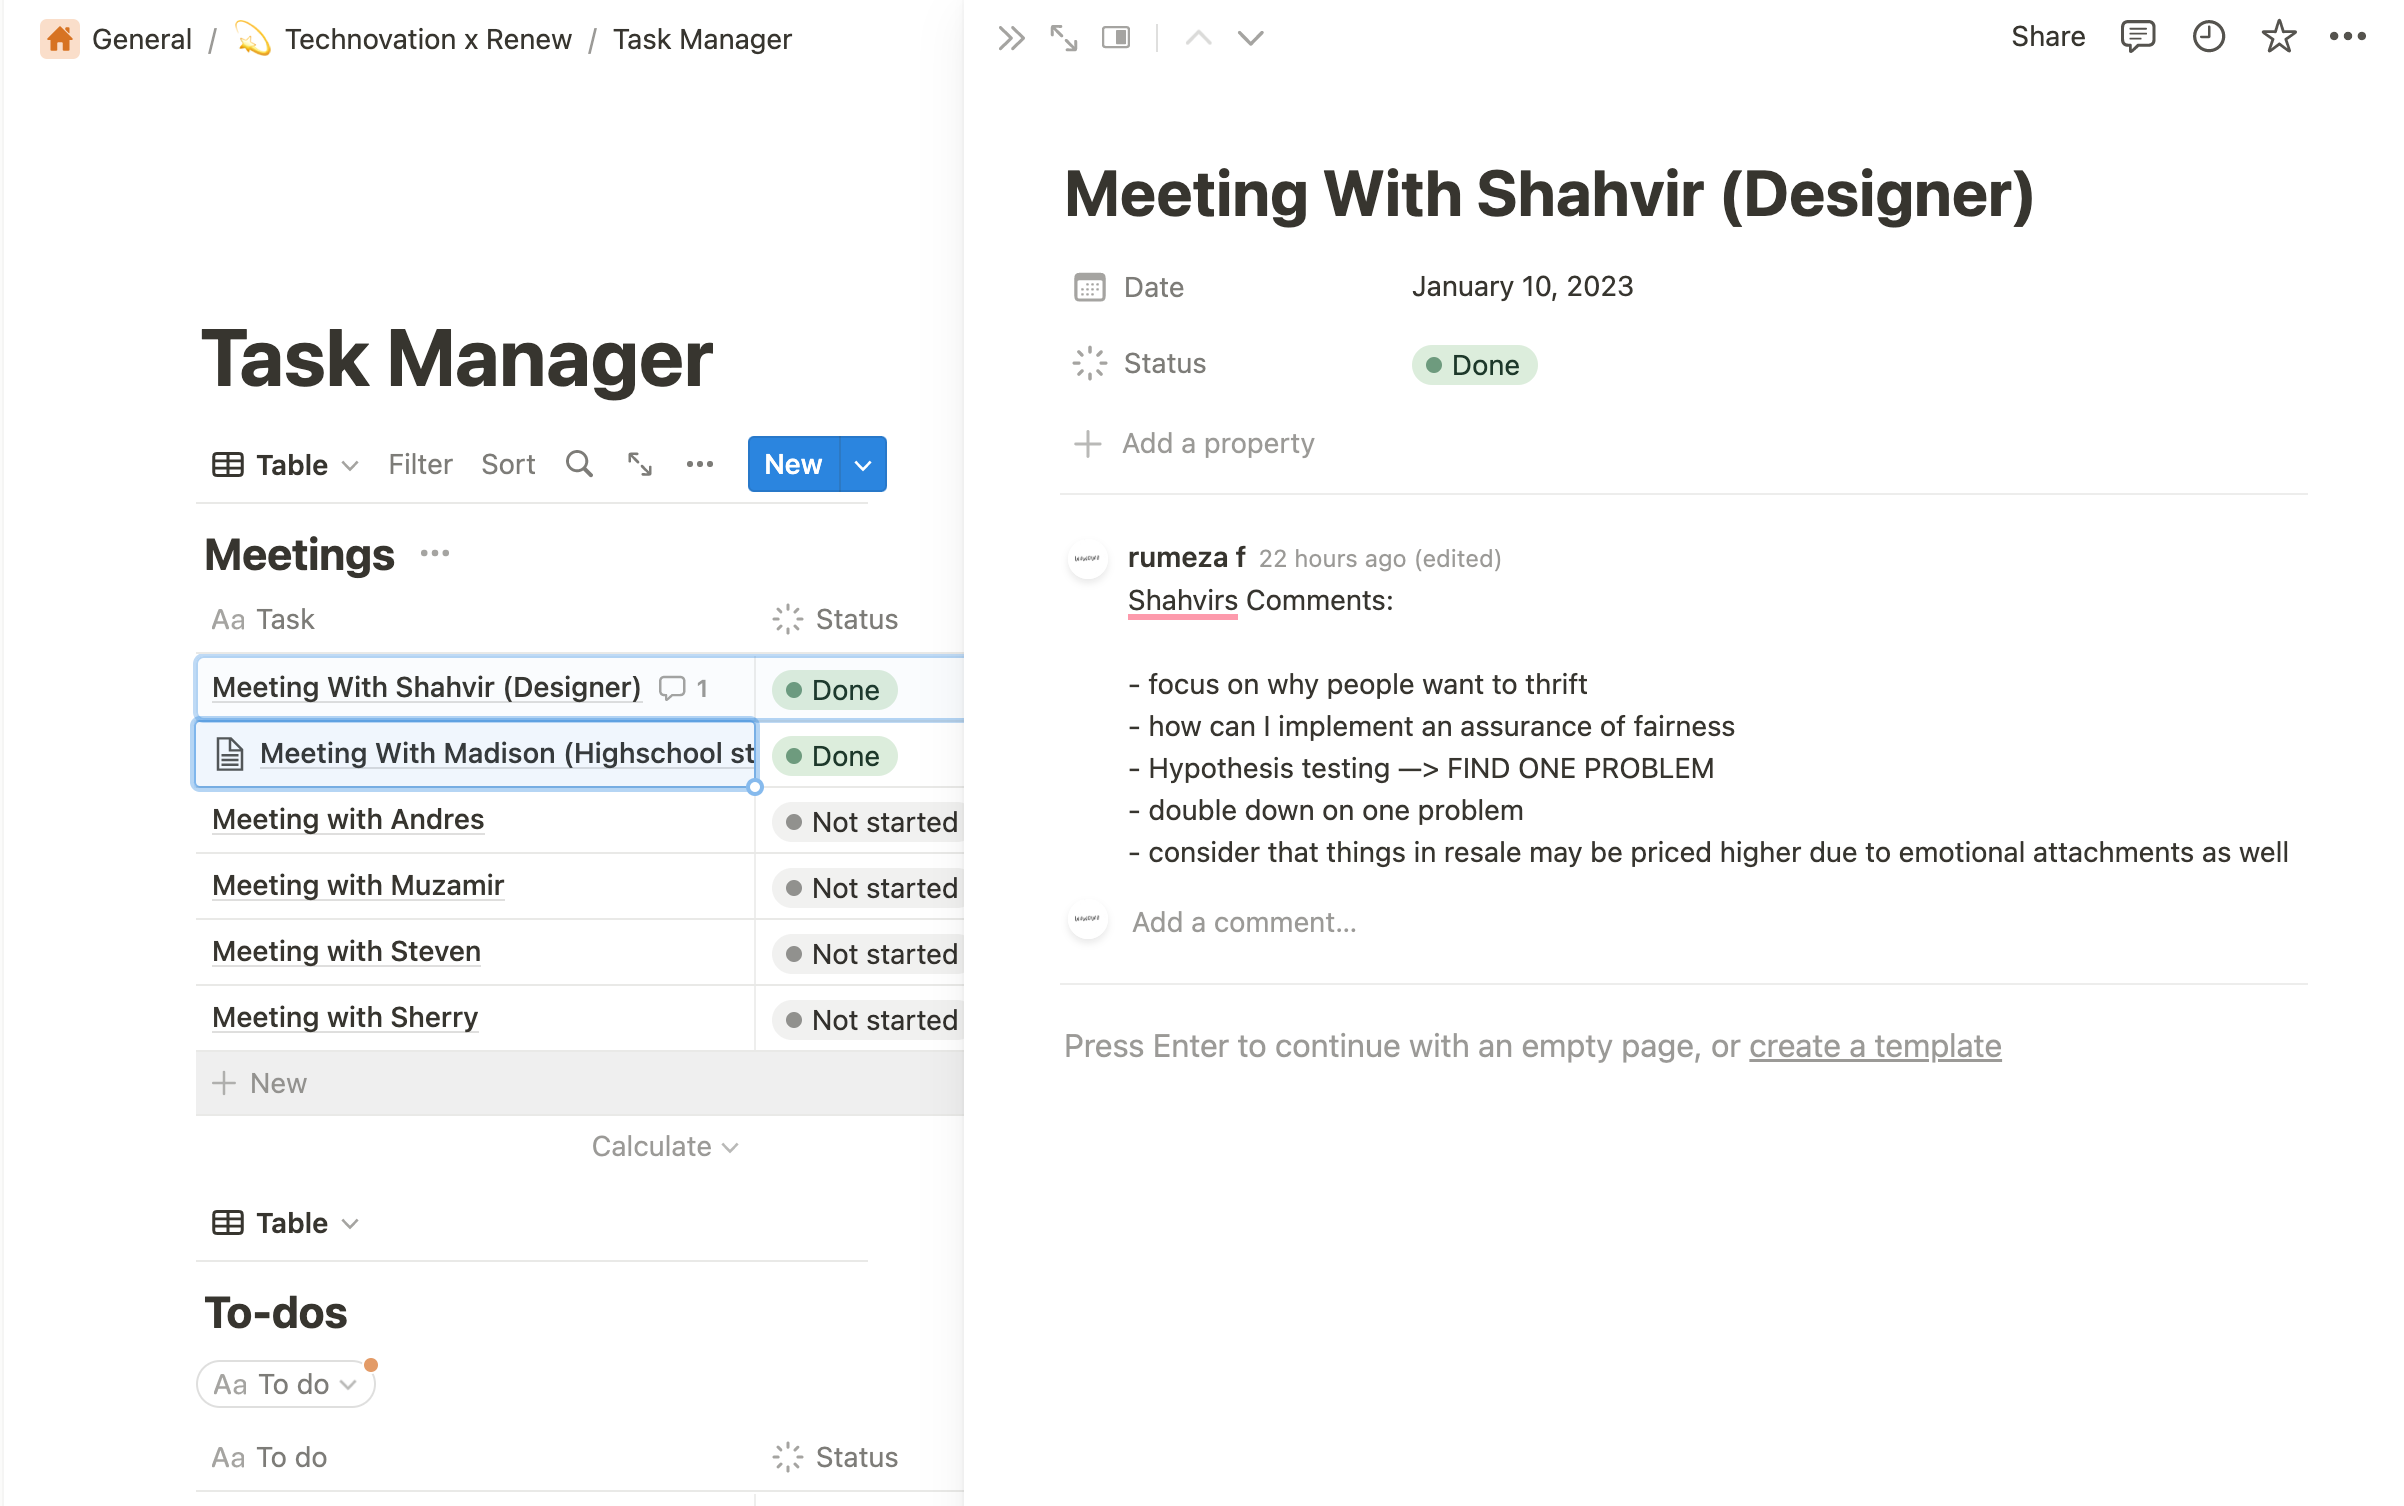 General / Technovation x Renew / Task Manager
Share
Task Manager
Table Filter Sort New
Meetings
Aa Task Status
Meeting With Shahvir (Designer) 1 Done
Meeting With Madison (Highschool st Done
Meeting with Andres Not started
Meeting with Muzamir Not started
Meeting with Steven Not started
Meeting with Sherry Not started
+ New
Calculate
Table
To-dos
Aa To do
Aa To do Status
Meeting With Shahvir (Designer)
Date January 10, 2023
Status Done
+ Add a property
rumeza f 22 hours ago (edited)
Shahvirs Comments:
- focus on why people want to thrift
- how can I implement an assurance of fairness
- Hypothesis testing —> FIND ONE PROBLEM
- double down on one problem
- consider that things in resale may be priced higher due to emotional attachments as well
Add a comment...
Press Enter to continue with an empty page, or create a template